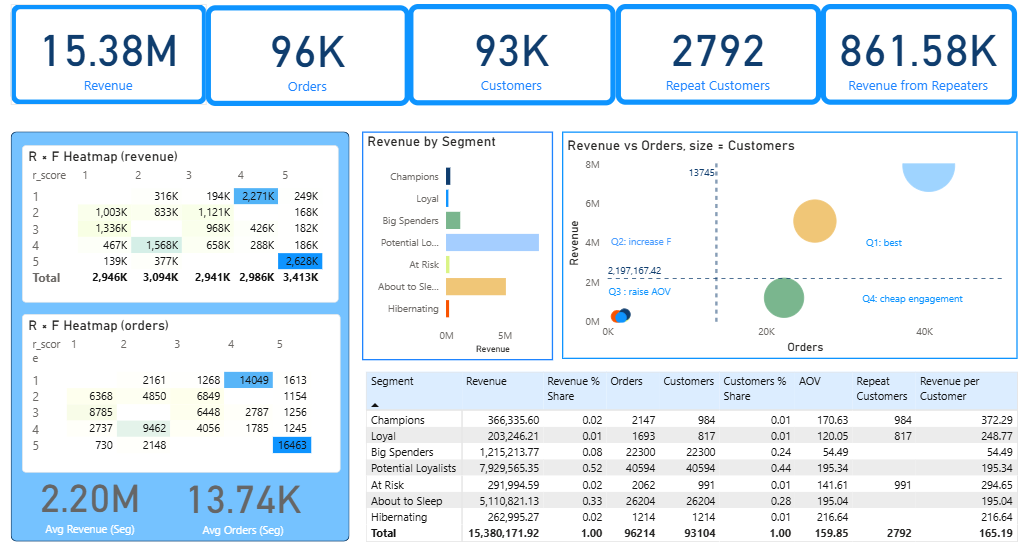 15.38M
Revenue
96K
Orders
93K
Customers
2792
Repeat Customers
861.58K
Revenue from Repeaters
R × F Heatmap (revenue)
r_score 1 2 3 4 5
1 316K 194K 2,271K 249K
2 1,003K 833K 1,121K 168K
3 1,336K 968K 426K 182K
4 467K 1,568K 658K 288K 186K
5 139K 377K 2,628K
Total 2,946K 3,094K 2,941K 2,986K 3,413K
R × F Heatmap (orders)
r_scor 1 2 3 4 5
e
1 2161 1268 14049 1613
2 6368 4850 6849 1154
3 8785 6448 2787 1256
4 2737 9462 4056 1785 1245
5 730 2148 16463
2.20M
Avg Revenue (Seg)
13.74K
Avg Orders (Seg)
Revenue by Segment
Champions
Loyal
Big Spenders
Potential Lo...
At Risk
About to Sle...
Hibernating
0M 5M
Revenue
Revenue vs Orders, size = Customers
8M
6M
4M
2M
0M
Revenue
13745
Q2: increase F
Q1: best
2,197,167.42
Q3 : raise AOV
Q4: cheap engagement
0K 20K 40K
Orders
Segment Revenue Revenue % Orders Customers Customers % AOV Repeat Revenue per
Share Share Customers Customer
Champions 366,335.60 0.02 2147 984 0.01 170.63 984 372.29
Loyal 203,246.21 0.01 1693 817 0.01 120.05 817 248.77
Big Spenders 1,215,213.77 0.08 22300 22300 0.24 54.49 54.49
Potential Loyalists 7,929,565.35 0.52 40594 40594 0.44 195.34 195.34
At Risk 291,994.59 0.02 2062 991 0.01 141.61 991 294.65
About to Sleep 5,110,821.13 0.33 26204 26204 0.28 195.04 195.04
Hibernating 262,995.27 0.02 1214 1214 0.01 216.64 216.64
Total 15,380,171.92 1.00 96214 93104 1.00 159.85 2792 165.19